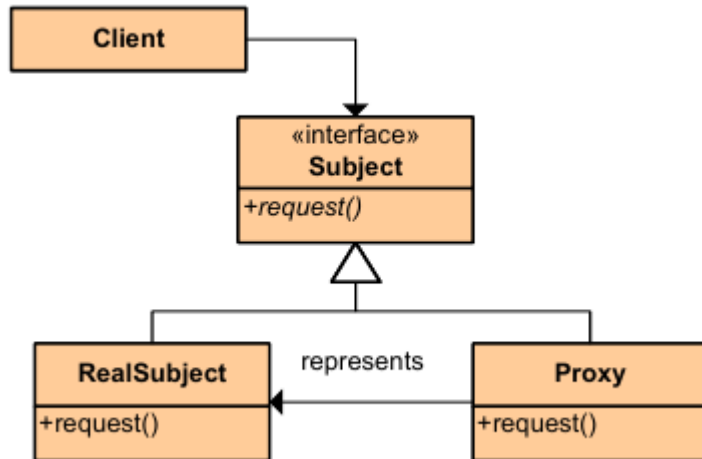 Client
«interface»
Subject
+request()
RealSubject
represents
Proxy
+request()
+request()